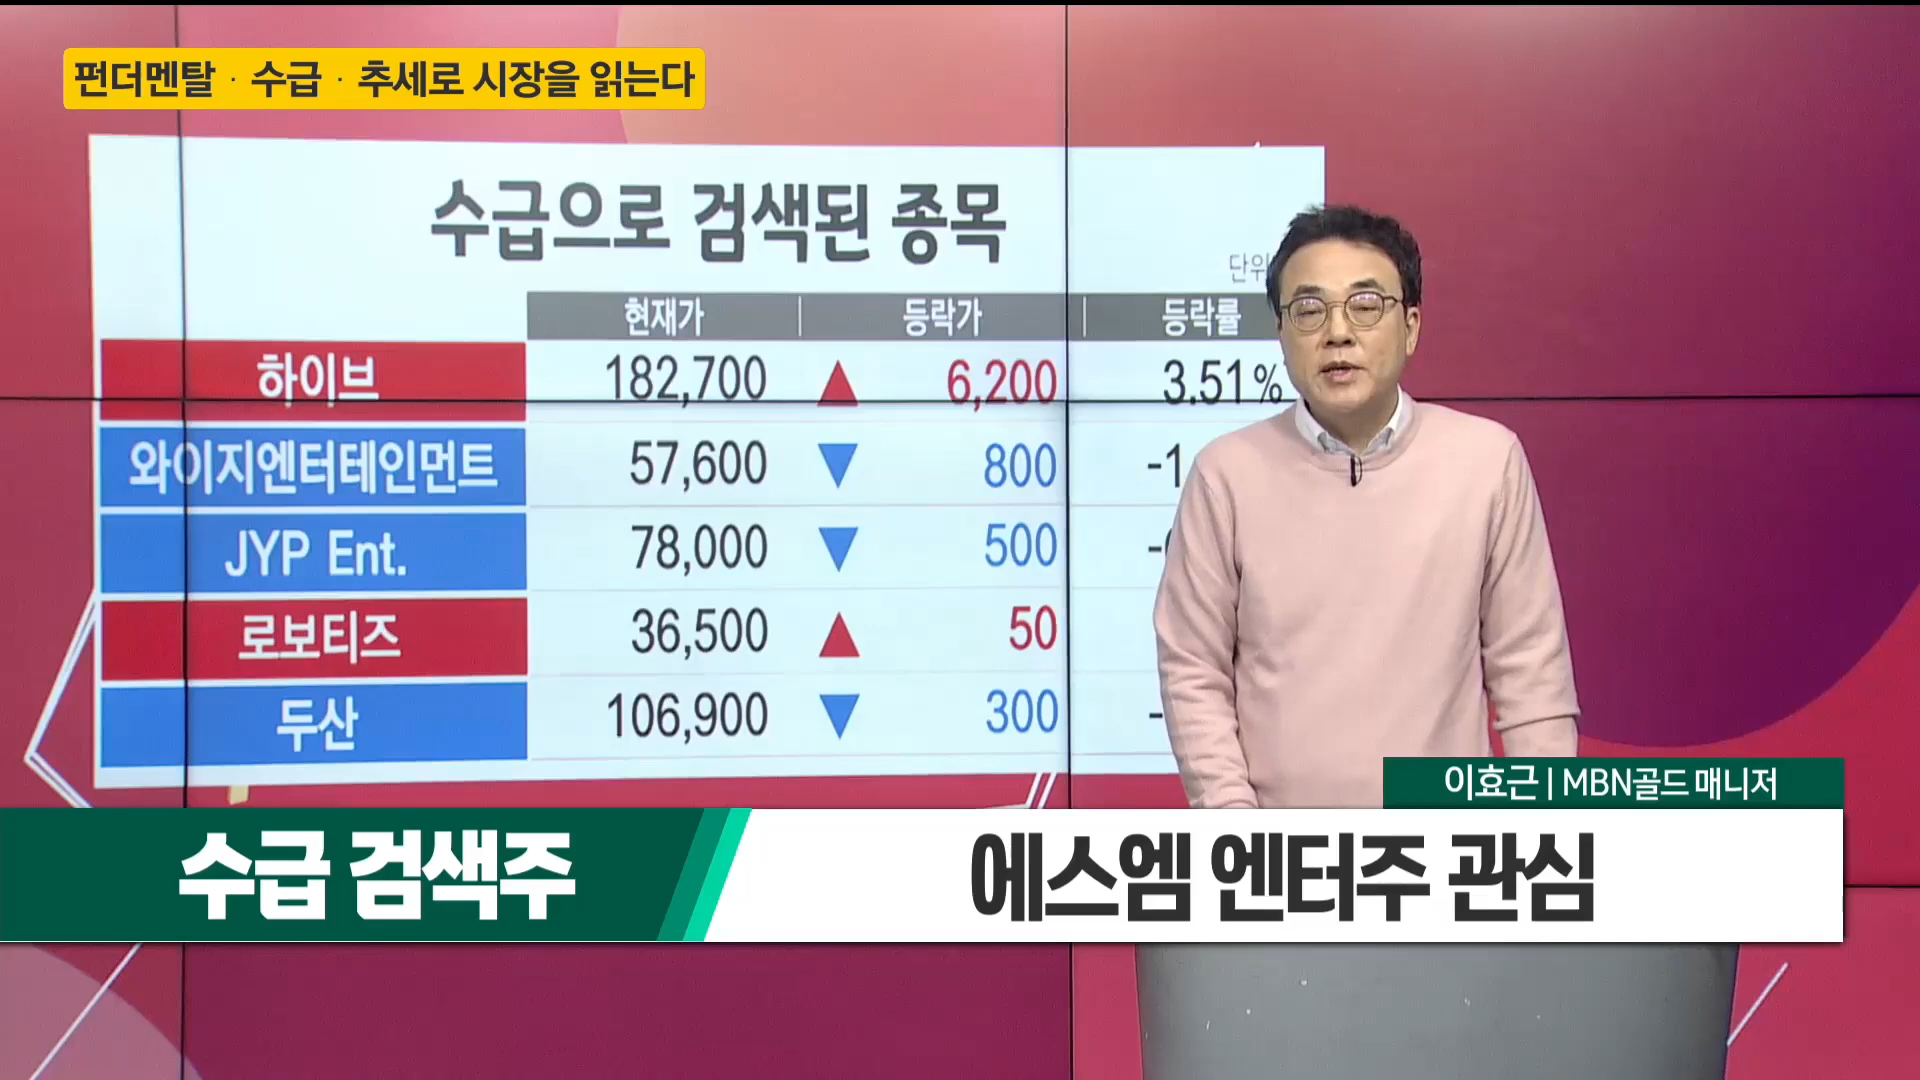 펀더멘탈 · 수급 · 추세로 시장을 읽는다
수급으로 검색된 종목
단위
현재가 등락가 등락률
하이브 182,700 ▲ 6,200 3.51%
와이지엔터테인먼트 57,600 ▼ 800 -1
JYP Ent. 78,000 ▼ 500 -
로보티즈 36,500 ▲ 50
두산 106,900 ▼ 300 -
이효근 | MBN골드 매니저
수급 검색주
에스엠 엔터주 관심